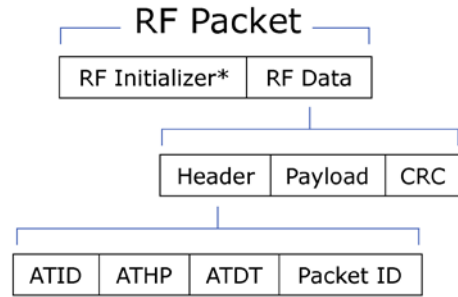 RF Packet
RF Initializer* RF Data
Header Payload CRC
ATID ATHP ATDT Packet ID